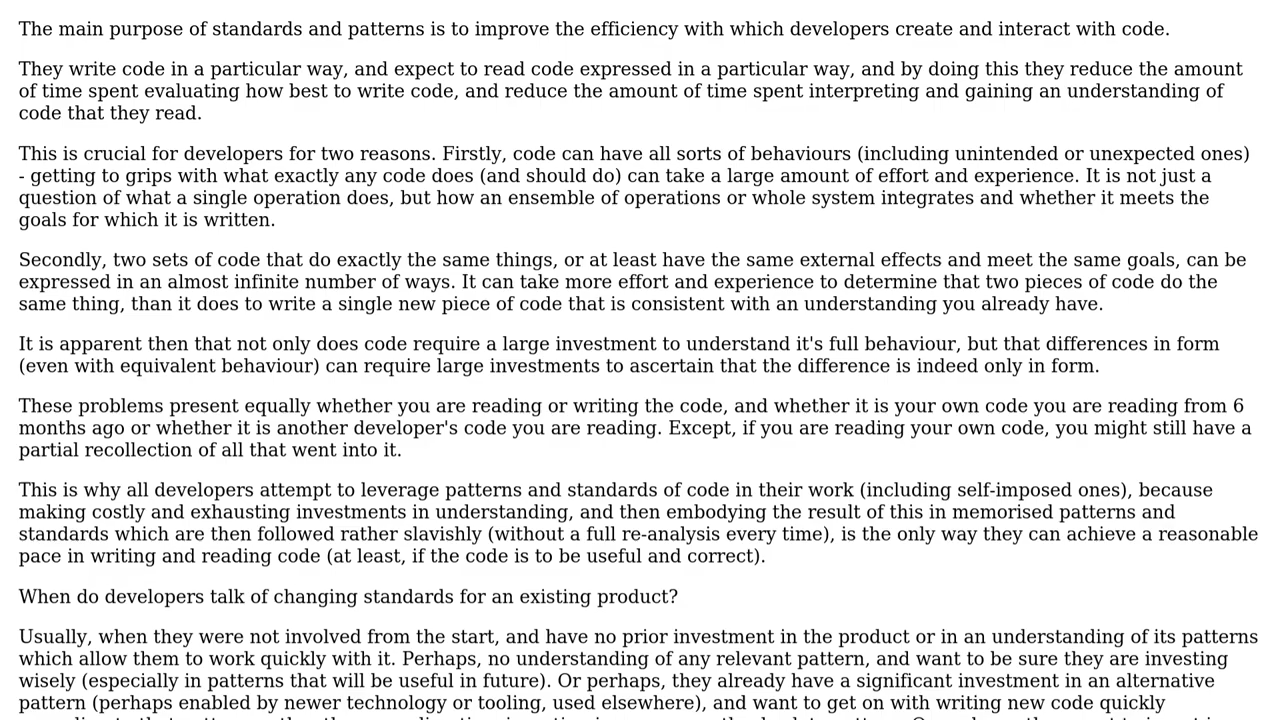 The main purpose of standards and patterns is to improve the efficiency with which developers create and interact with code.
They write code in a particular way, and expect to read code expressed in a particular way, and by doing this they reduce the amount
of time spent evaluating how best to write code, and reduce the amount of time spent interpreting and gaining an understanding of
code that they read.
This is crucial for developers for two reasons. Firstly, code can have all sorts of behaviours (including unintended or unexpected ones)
- getting to grips with what exactly any code does (and should do) can take a large amount of effort and experience. It is not just a
question of what a single operation does, but how an ensemble of operations or whole system integrates and whether it meets the
goals for which it is written.
Secondly, two sets of code that do exactly the same things, or at least have the same external effects and meet the same goals, can be
expressed in an almost infinite number of ways. It can take more effort and experience to determine that two pieces of code do the
same thing, than it does to write a single new piece of code that is consistent with an understanding you already have.
It is apparent then that not only does code require a large investment to understand it's full behaviour, but that differences in form
(even with equivalent behaviour) can require large investments to ascertain that the difference is indeed only in form.
These problems present equally whether you are reading or writing the code, and whether it is your own code you are reading from 6
months ago or whether it is another developer's code you are reading. Except, if you are reading your own code, you might still have a
partial recollection of all that went into it.
This is why all developers attempt to leverage patterns and standards of code in their work (including self-imposed ones), because
making costly and exhausting investments in understanding, and then embodying the result of this in memorised patterns and
standards which are then followed rather slavishly (without a full re-analysis every time), is the only way they can achieve a reasonable
pace in writing and reading code (at least, if the code is to be useful and correct).
When do developers talk of changing standards for an existing product?
Usually, when they were not involved from the start, and have no prior investment in the product or in an understanding of its patterns
which allow them to work quickly with it. Perhaps, no understanding of any relevant pattern, and want to be sure they are investing
wisely (especially in patterns that will be useful in future). Or perhaps, they already have a significant investment in an alternative
pattern (perhaps enabled by newer technology or tooling, used elsewhere), and want to get on with writing new code quickly